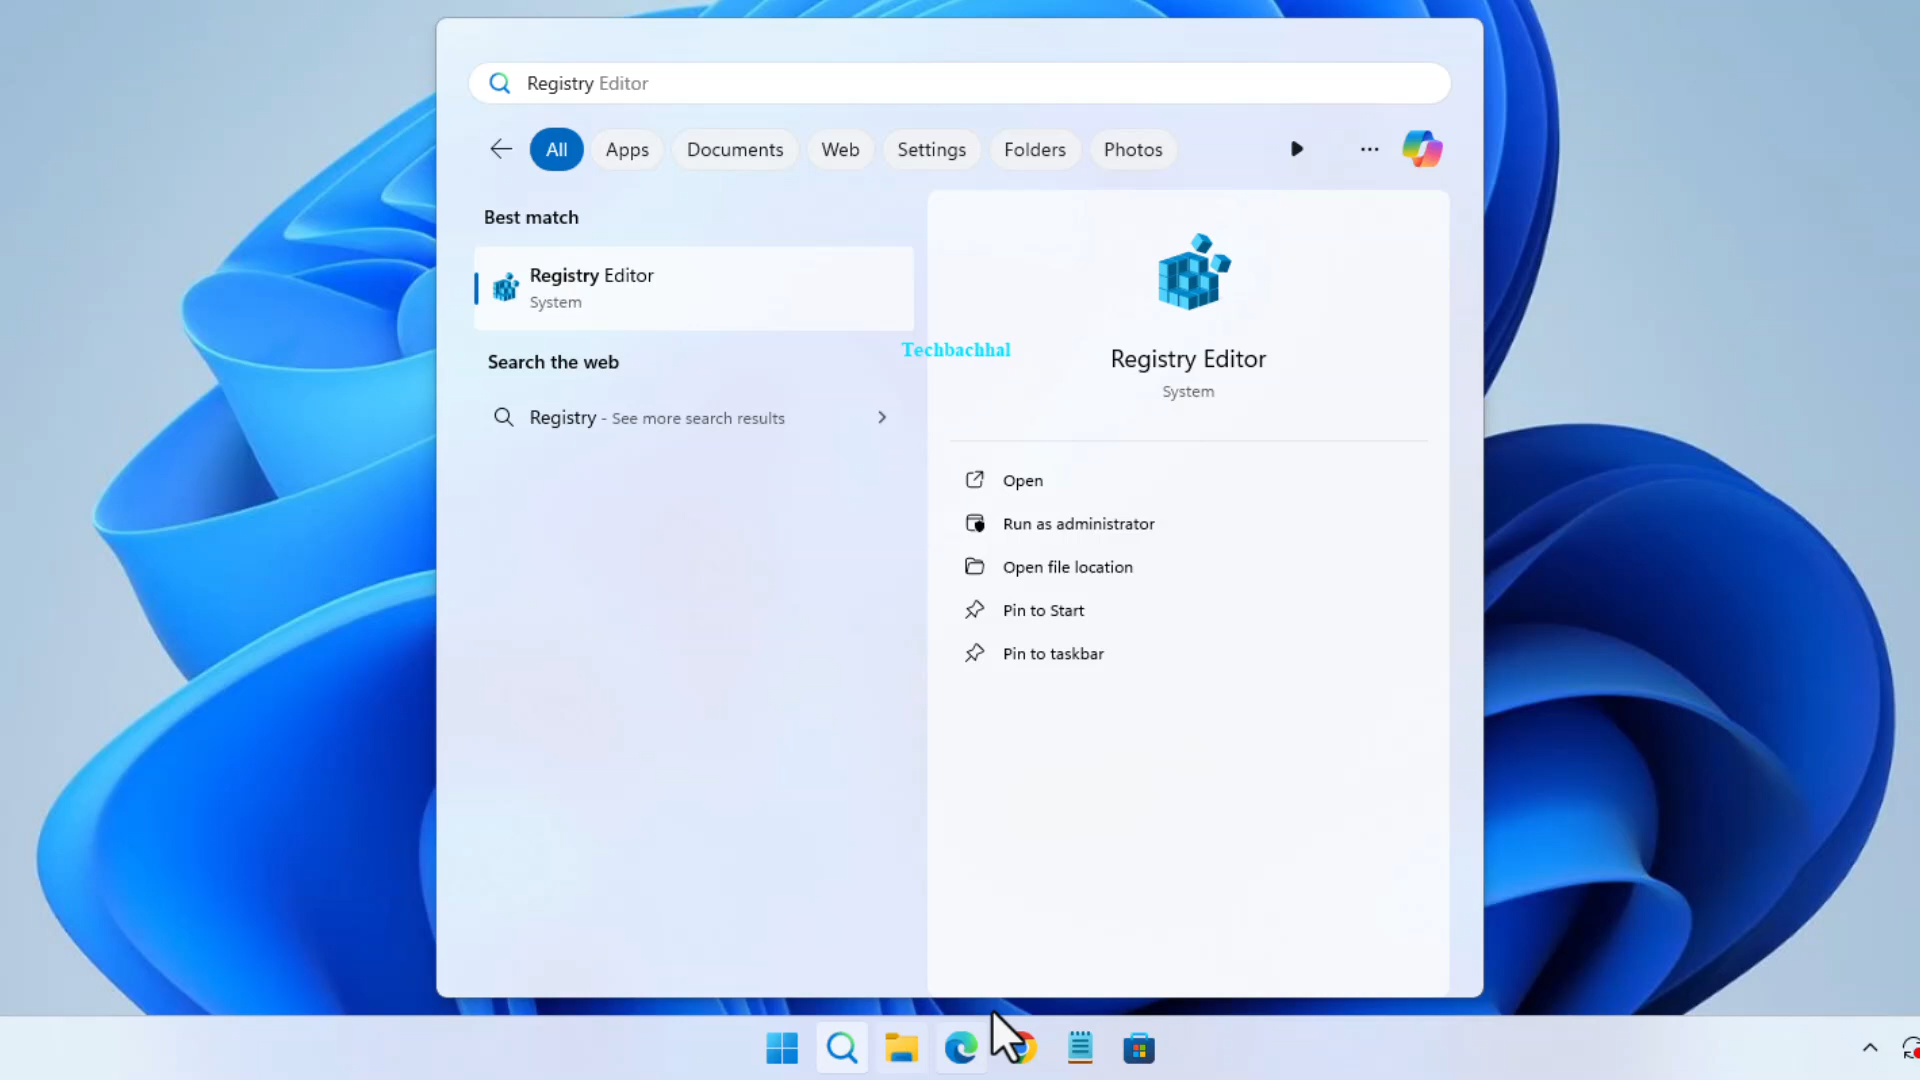 Registry Editor
All
Apps
Documents
Web
Settings
Folders
Photos
Best match
Registry Editor
System
Search the web
Registry - See more search results
Techbachhal
Registry Editor
System
Open
Run as administrator
Open file location
Pin to Start
Pin to taskbar